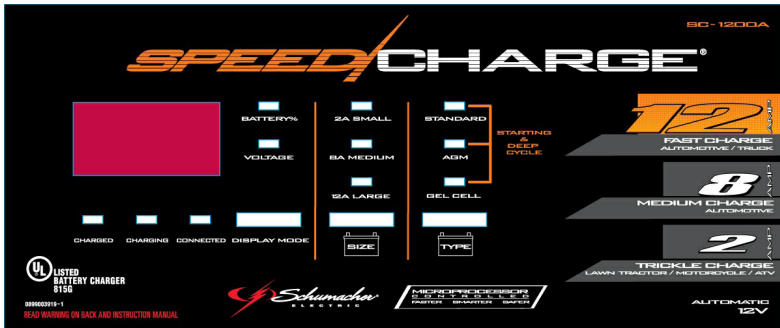 SC-1200A
SPEED CHARGE®
BATTERY%
2A SMALL
STANDARD
VOLTAGE
8A MEDIUM
AGM
STARTING
&
DEEP
CYCLE
12A LARGE
GEL CELL
CHARGED
CHARGING
CONNECTED
DISPLAY MODE
SIZE
TYPE
12 AMP
FAST CHARGE
AUTOMOTIVE / TRUCK
8 AMP
MEDIUM CHARGE
AUTOMOTIVE
2 AMP
TRICKLE CHARGE
LAWN TRACTOR / MOTORCYCLE / ATV
AUTOMATIC
12V
UL
LISTED
BATTERY CHARGER
815G
0099003919-1
READ WARNING ON BACK AND INSTRUCTION MANUAL
Schumacher®
ELECTRIC
MICROPROCESSOR
CONTROLLED
FASTER SMARTER SAFER